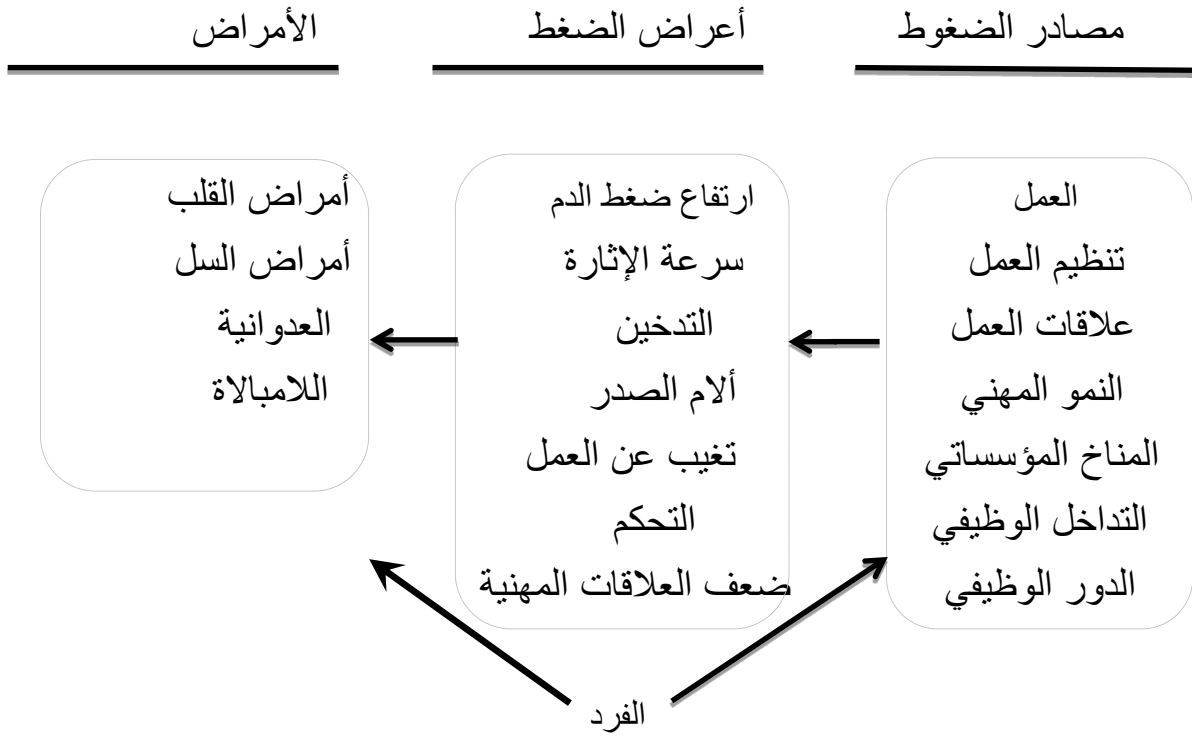 مصادر الضغوط
أعراض الضغط
الأمراض
العمل
تنظيم العمل
علاقات العمل
النمو المهني
المناخ المؤسساتي
التداخل الوظيفي
الدور الوظيفي
ارتفاع ضغط الدم
سرعة الإثارة
التدخين
ألام الصدر
تغيب عن العمل
التحكم
ضعف العلاقات المهنية
أمراض القلب
أمراض السل
العدوانية
اللامبالاة
الفرد